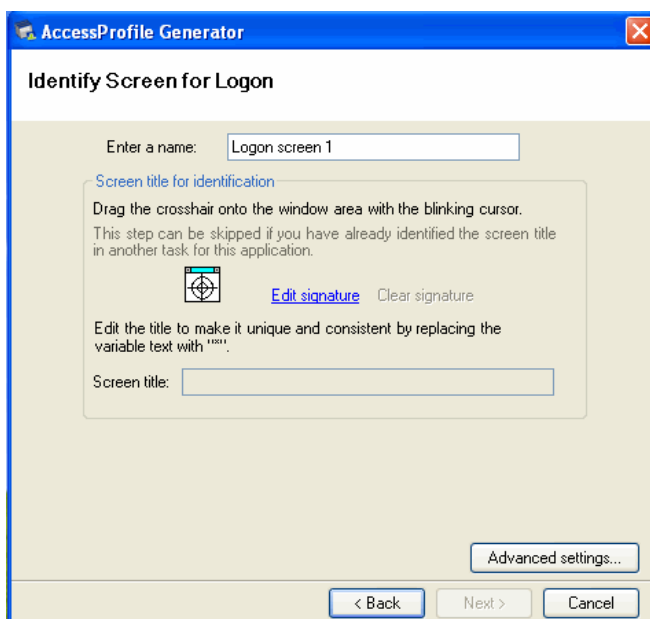 AccessProfile Generator
Identify Screen for Logon
Enter a name: Logon screen 1
Screen title for identification
Drag the crosshair onto the window area with the blinking cursor.
This step can be skipped if you have already identified the screen title
in another task for this application.
Edit signature Clear signature
Edit the title to make it unique and consistent by replacing the
variable text with "*".
Screen title:
Advanced settings...
< Back Next > Cancel